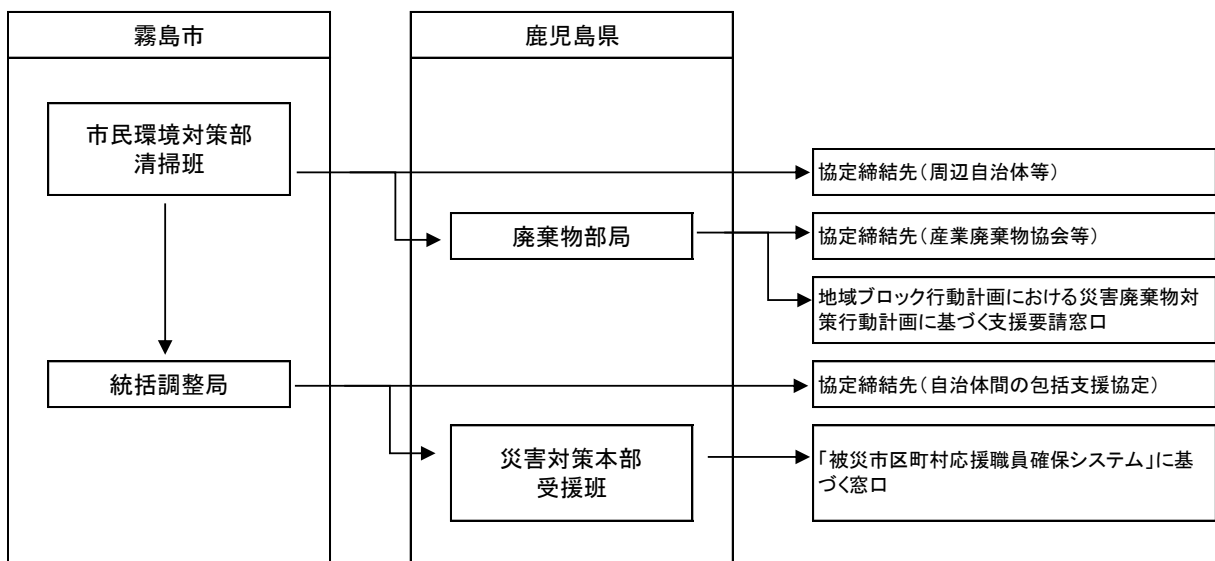 霧島市
鹿児島県
市民環境対策部
清掃班
協定締結先(周辺自治体等)
廃棄物部局
協定締結先(産業廃棄物協会等)
地域ブロック行動計画における災害廃棄物対
策行動計画に基づく支援要請窓口
統括調整局
協定締結先(自治体間の包括支援協定)
災害対策本部
受援班
「被災市区町村応援職員確保システム」に基
づく窓口